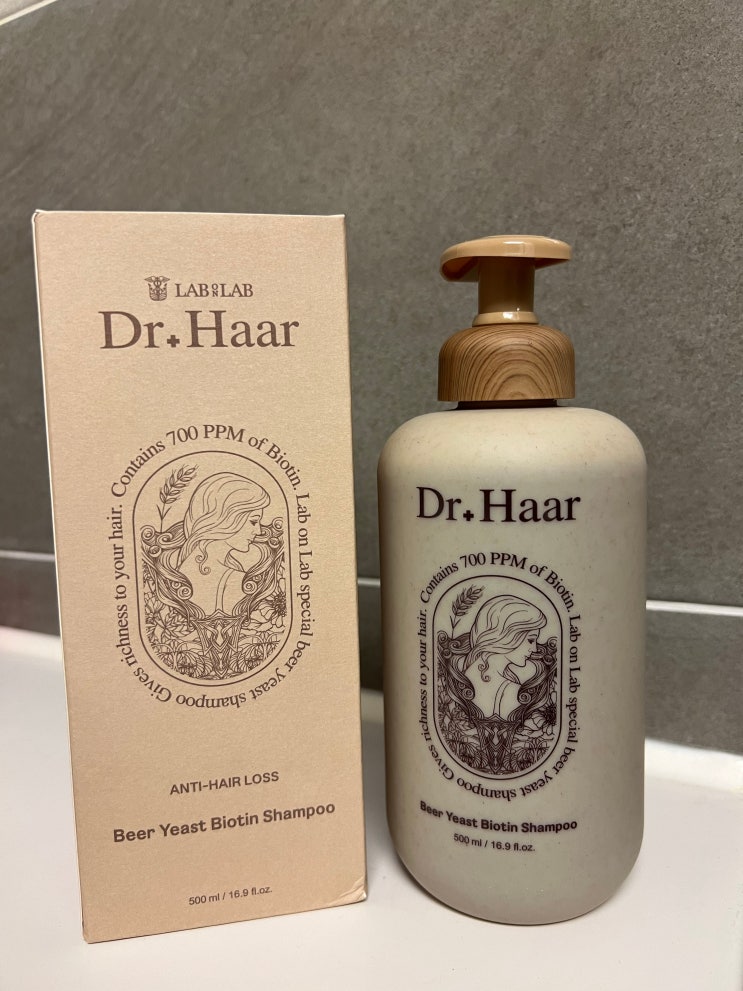 LAB ON LAB
Dr.Haar
Contains 700 PPM of Biotin. Lab on Lab special beer yeast shampoo Gives richness to your hair.
ANTI-HAIR LOSS
Beer Yeast Biotin Shampoo
500 ml / 16.9 fl.oz.
Dr.Haar
Contains 700 PPM of Biotin. Lab on Lab special beer yeast shampoo Gives richness to your hair.
Beer Yeast Biotin Shampoo
500 ml / 16.9 fl.oz.